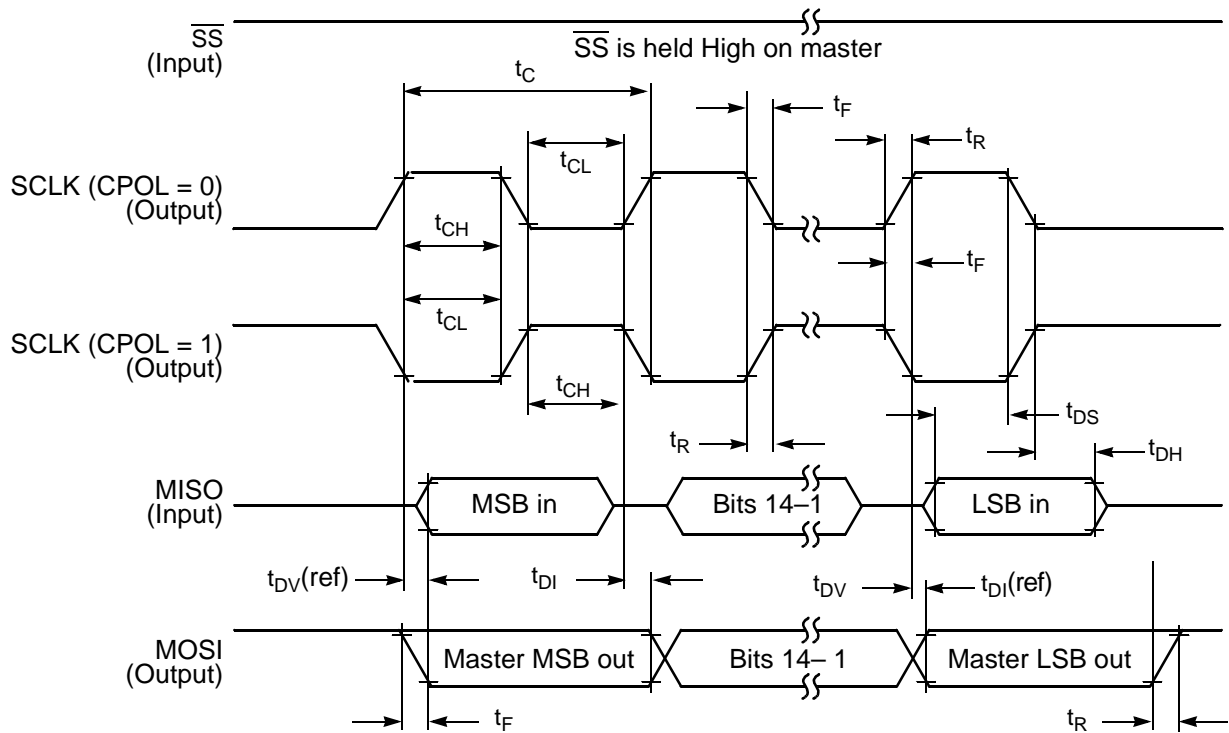 SS
(Input)
SS is held High on master
tC
tF
tR
tCL
SCLK (CPOL = 0)
(Output)
tCH
tF
tCL
SCLK (CPOL = 1)
(Output)
tCH
tDS
tR
tDH
MISO
(Input)
MSB in
Bits 14–1
LSB in
tDV(ref)
tDI
tDV
tDI(ref)
MOSI
(Output)
Master MSB out
Bits 14– 1
Master LSB out
tF
tR